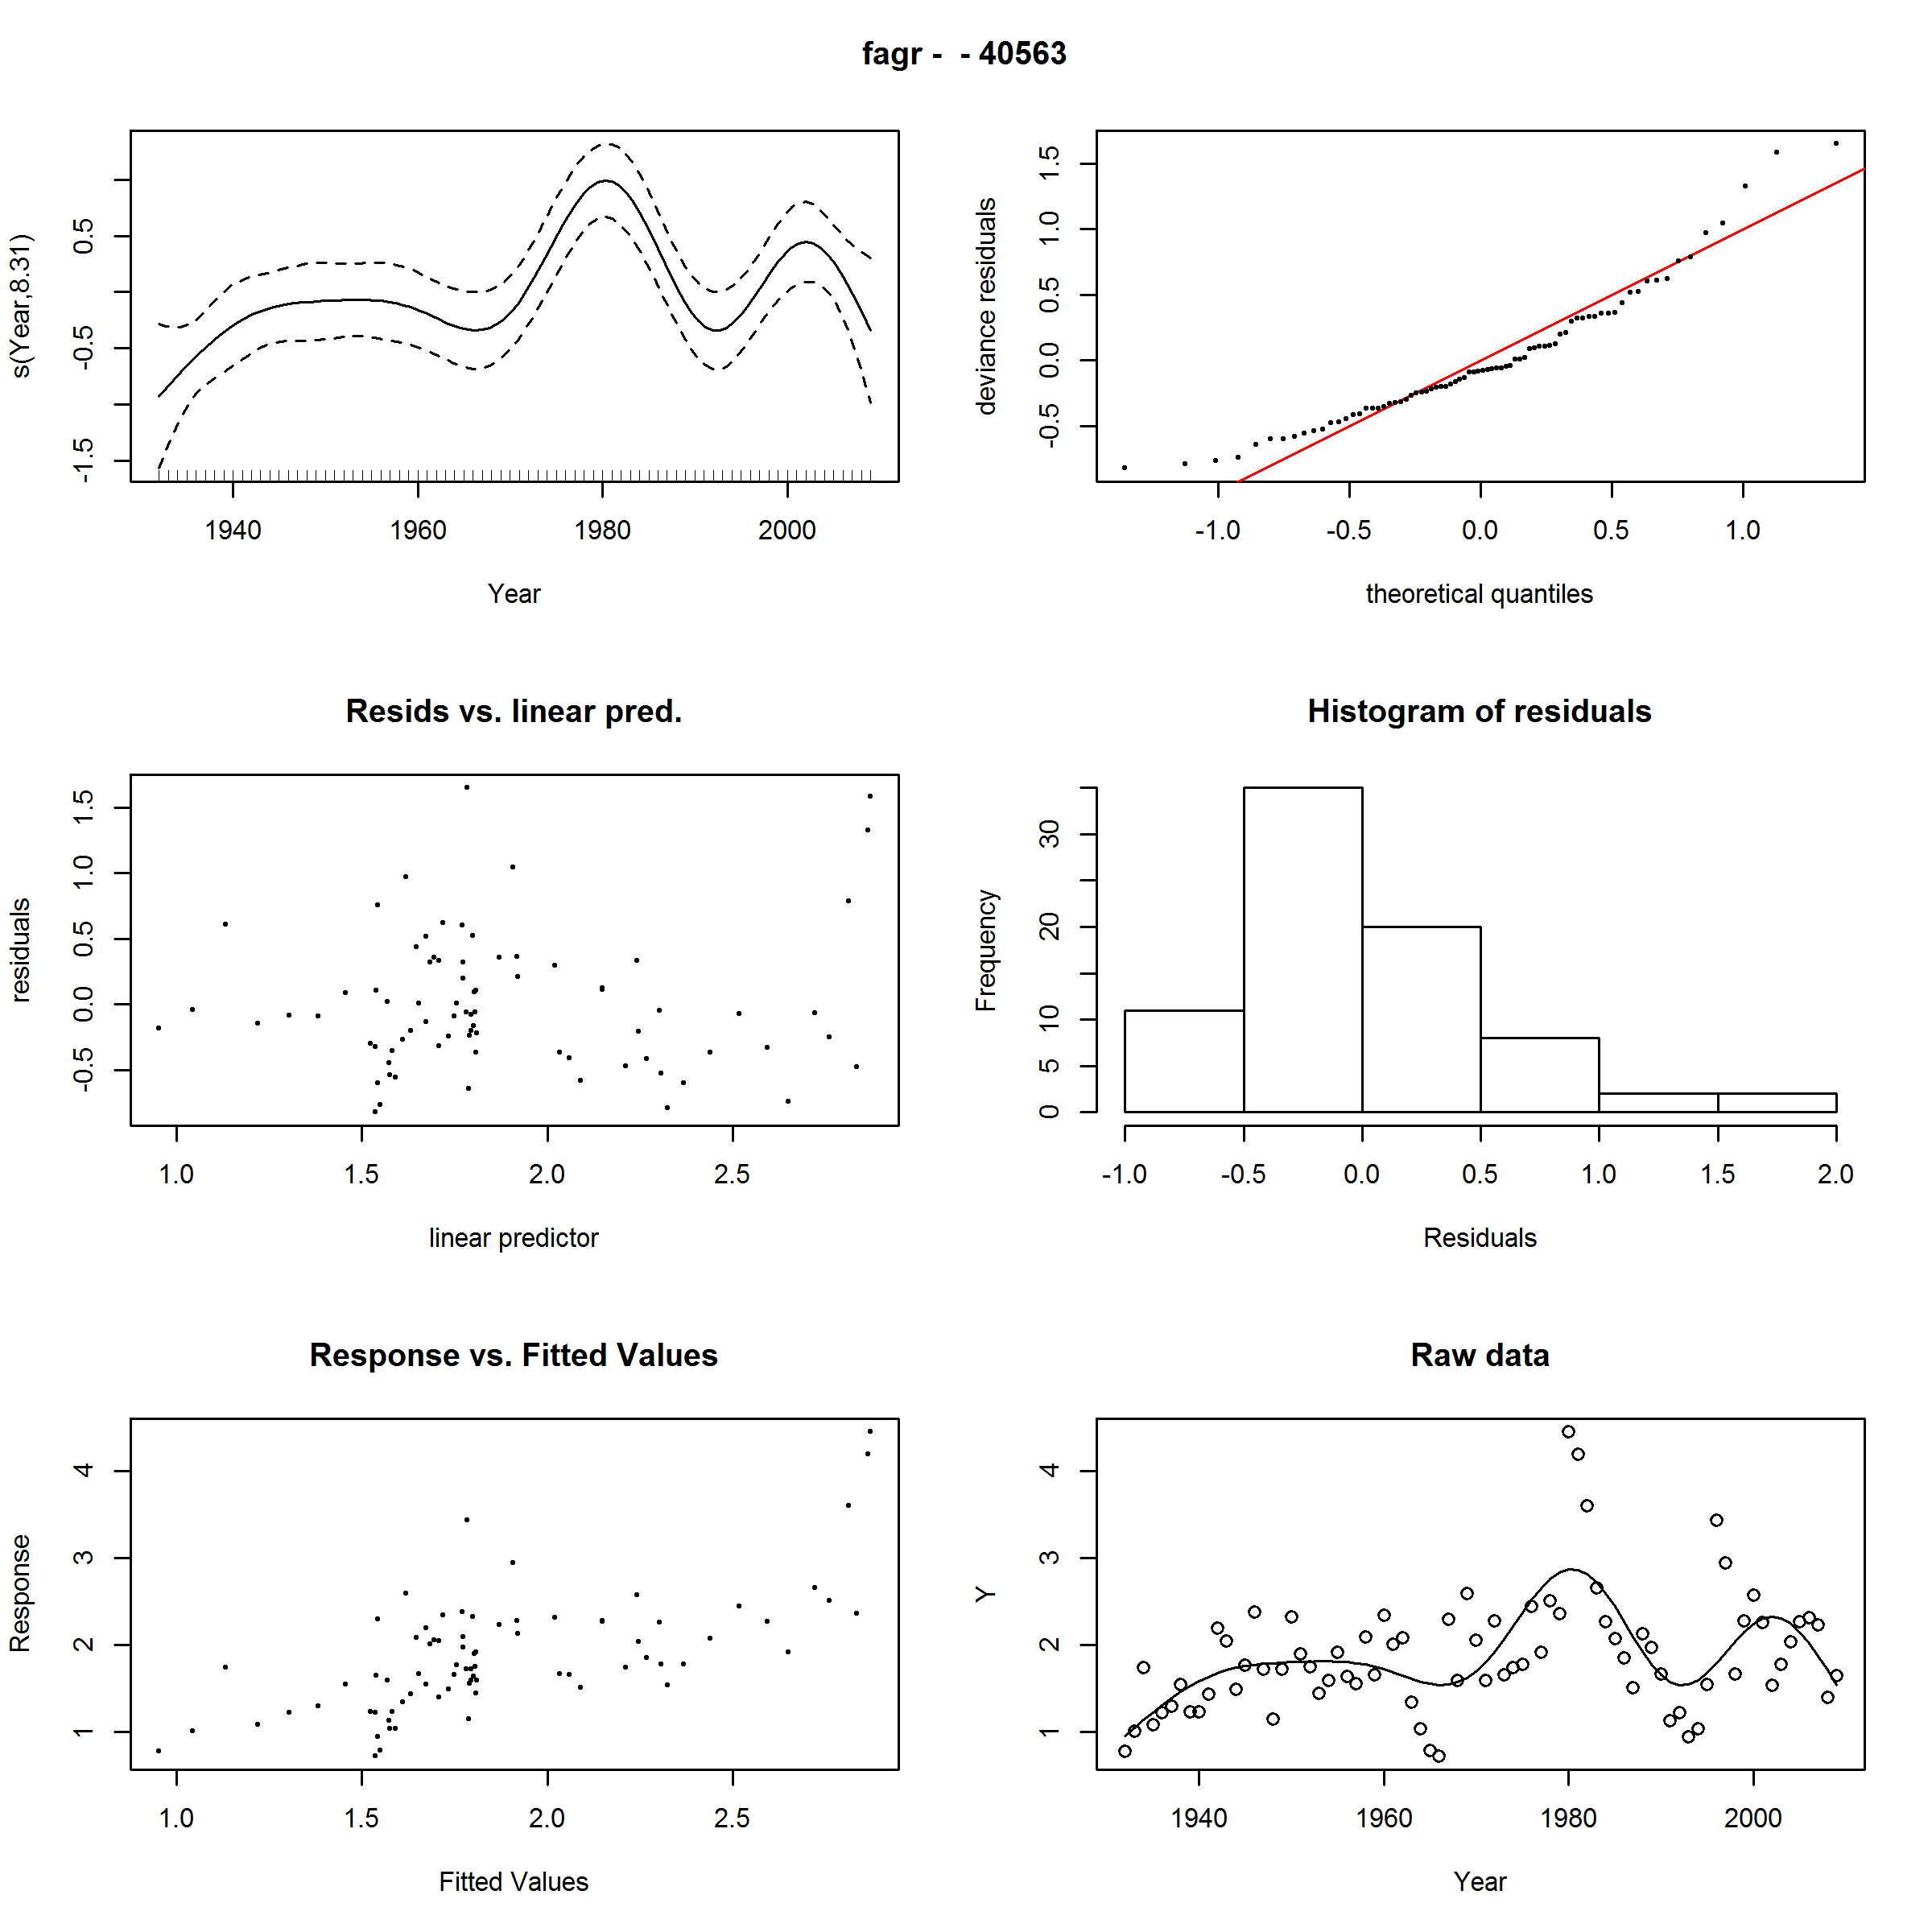 fagr -  - 40563
s(Year,8.31)
-1.5 -0.5 0.5
1940 1960 1980 2000
Year
deviance residuals
-0.5 0.0 0.5 1.0 1.5
-1.0 -0.5 0.0 0.5 1.0
theoretical quantiles
Resids vs. linear pred.
residuals
-0.5 0.0 0.5 1.0 1.5
1.0 1.5 2.0 2.5
linear predictor
Histogram of residuals
Frequency
0 5 10 20 30
-1.0 -0.5 0.0 0.5 1.0 1.5 2.0
Residuals
Response vs. Fitted Values
Response
1 2 3 4
1.0 1.5 2.0 2.5
Fitted Values
Raw data
Y
1 2 3 4
1940 1960 1980 2000
Year